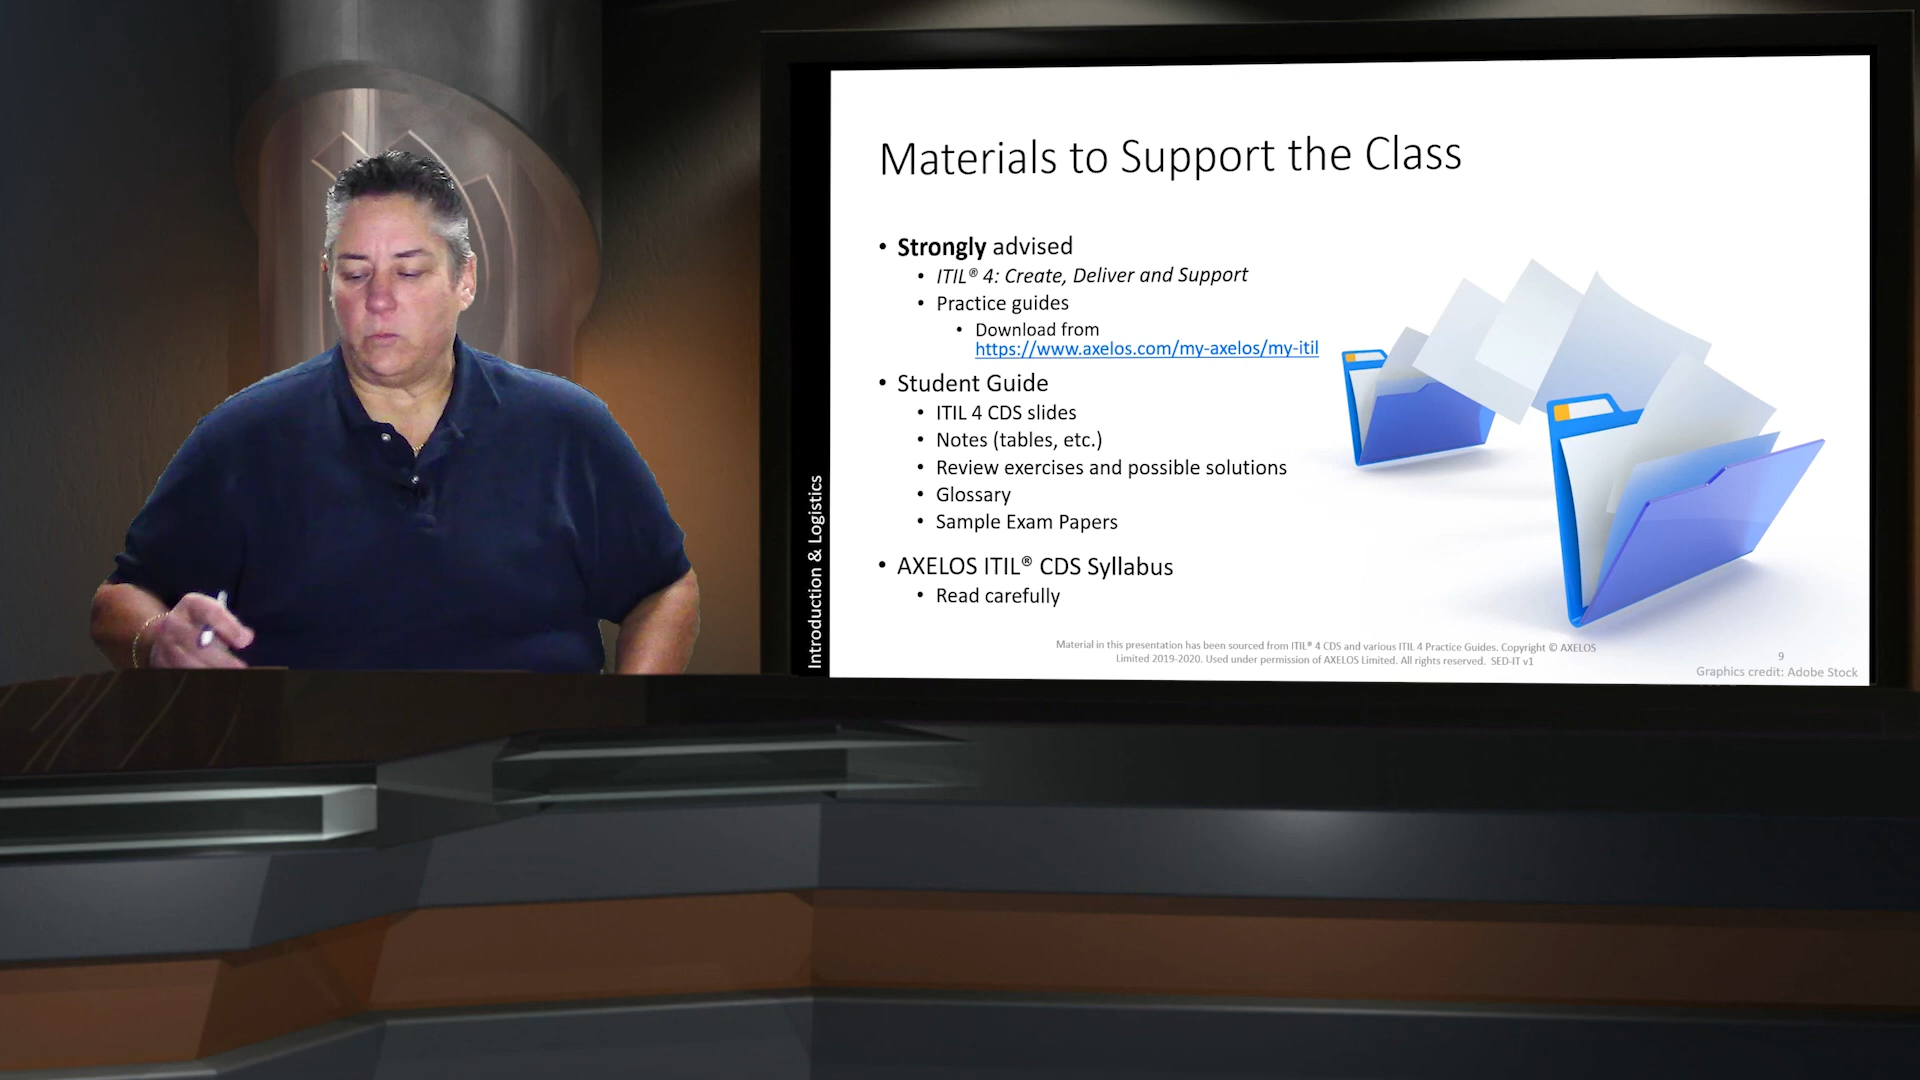 Materials to Support the Class
• Strongly advised
• ITIL® 4: Create, Deliver and Support
• Practice guides
• Download from
https://www.axelos.com/my-axelos/my-itil
• Student Guide
• ITIL 4 CDS slides
• Notes (tables, etc.)
• Review exercises and possible solutions
• Glossary
• Sample Exam Papers
• AXELOS ITIL® CDS Syllabus
• Read carefully
Introduction & Logistics
Material in this presentation has been sourced from ITIL® 4 CDS and various ITIL 4 Practice Guides. Copyright © AXELOS
Limited 2019-2020. Used under permission of AXELOS Limited. All rights reserved. SED-IT v1
9
Graphics credit: Adobe Stock